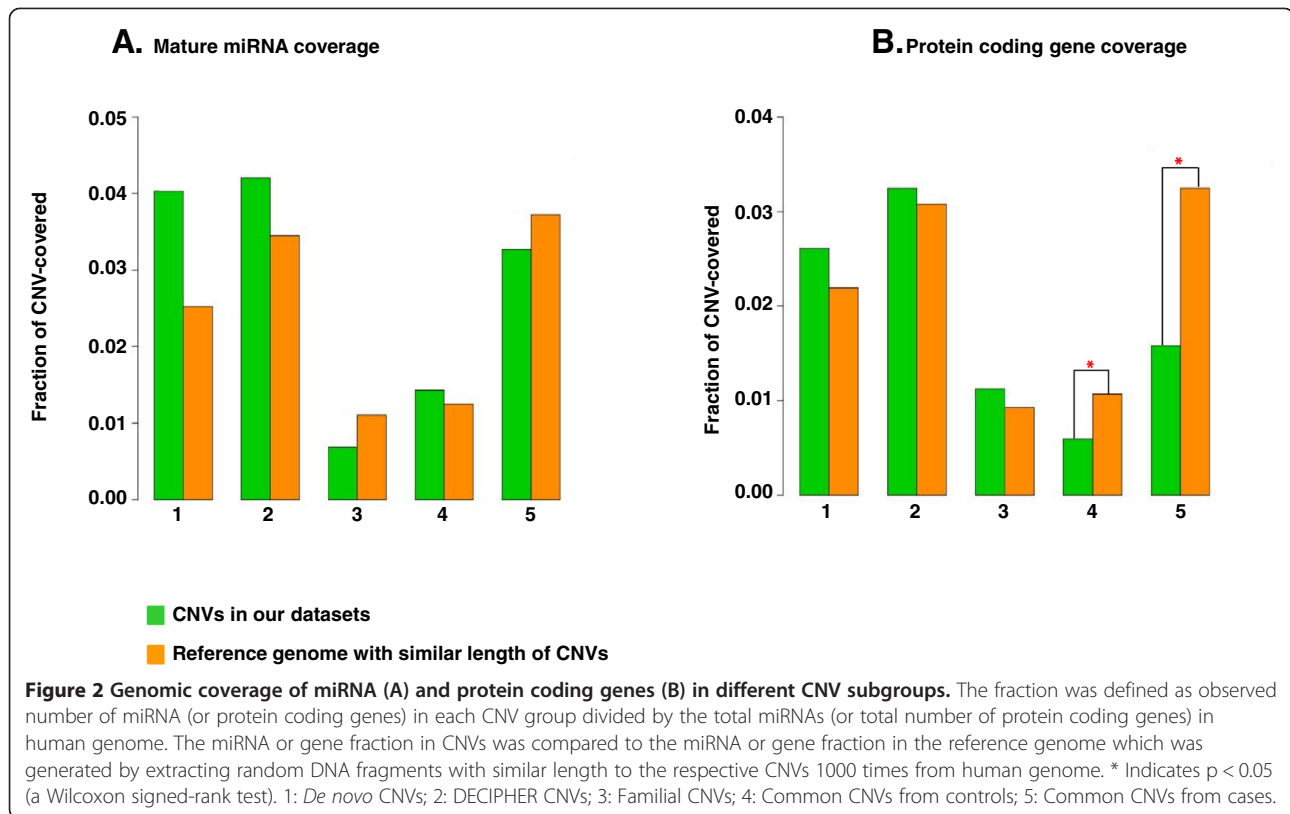 A. Mature miRNA coverage
B. Protein coding gene coverage
Fraction of CNV-covered
0.05
0.04
0.03
0.02
0.01
0.00
1 2 3 4 5
Fraction of CNV-covered
0.04
0.03
0.02
0.01
0.00
* *
1 2 3 4 5
CNVs in our datasets
Reference genome with similar length of CNVs
Figure 2 Genomic coverage of miRNA (A) and protein coding genes (B) in different CNV subgroups. The fraction was defined as observed
number of miRNA (or protein coding genes) in each CNV group divided by the total miRNAs (or total number of protein coding genes) in
human genome. The miRNA or gene fraction in CNVs was compared to the miRNA or gene fraction in the reference genome which was
generated by extracting random DNA fragments with similar length to the respective CNVs 1000 times from human genome. * Indicates p < 0.05
(a Wilcoxon signed-rank test). 1: De novo CNVs; 2: DECIPHER CNVs; 3: Familial CNVs; 4: Common CNVs from controls; 5: Common CNVs from cases.